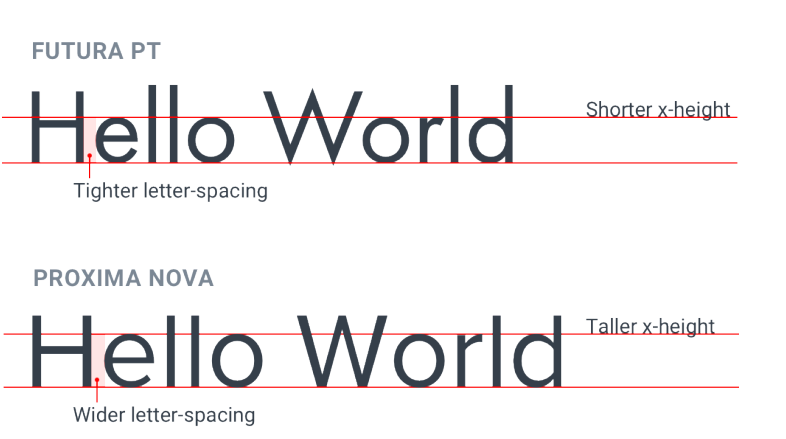 FUTURA PT
Hello World
Shorter x-height
Tighter letter-spacing
PROXIMA NOVA
Hello World
Taller x-height
Wider letter-spacing